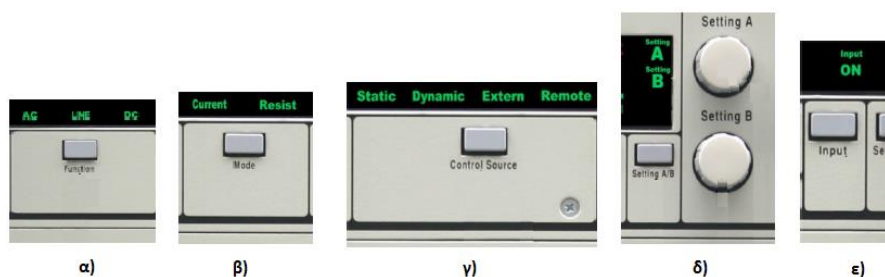 AC LINE DC
Function
α)
Current Resist
Mode
β)
Static Dynamic Extern Remote
Control Source
γ)
Setting A
Setting
A
Setting
B
Setting B
Setting A/B
δ)
Input
ON
Input
Se
ε)